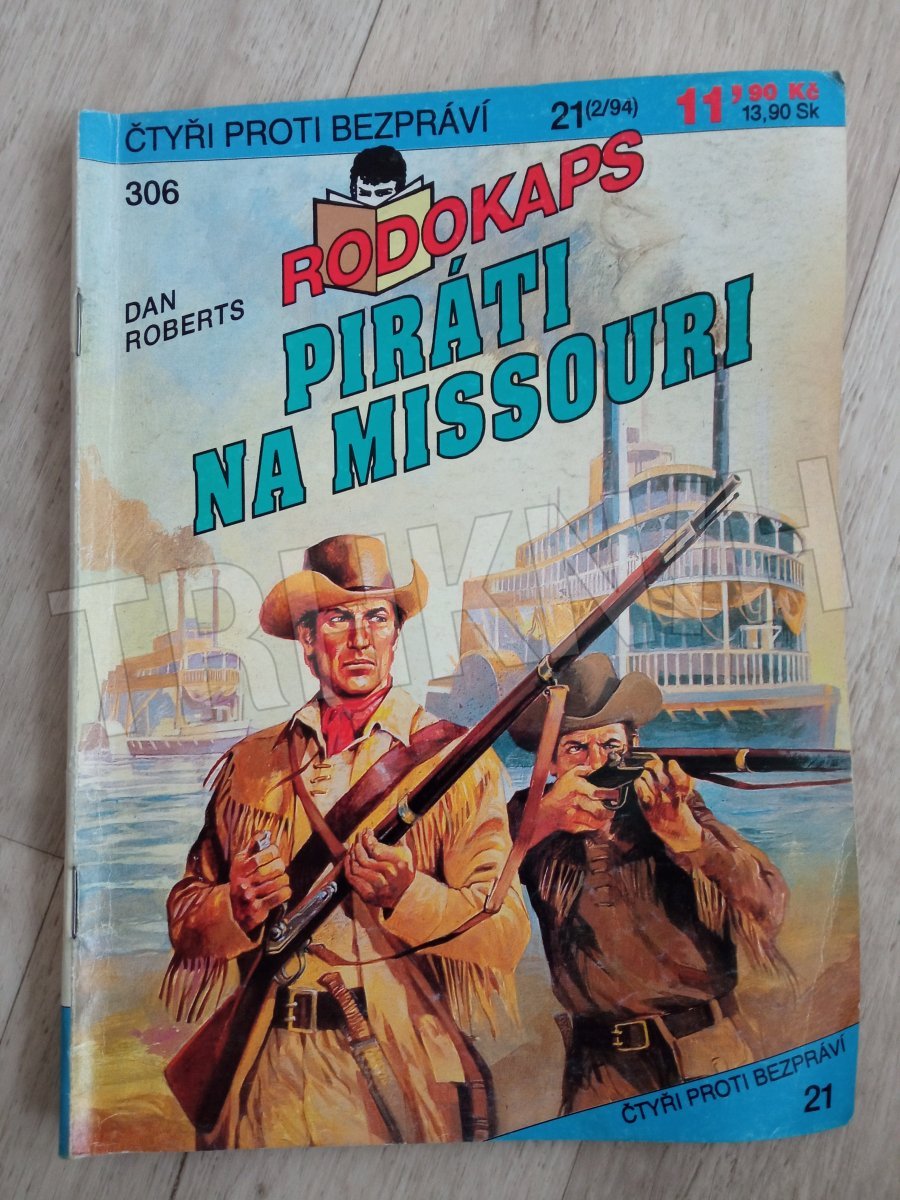 ČTYŘI PROTI BEZPRÁVÍ 21(2/94) 11,90 Kč
13,90 Sk
306
RODOKAPS
DAN
ROBERTS
PIRÁTI
NA MISSOURI
TRHKNIH
ČTYŘI PROTI BEZPRÁVÍ
21